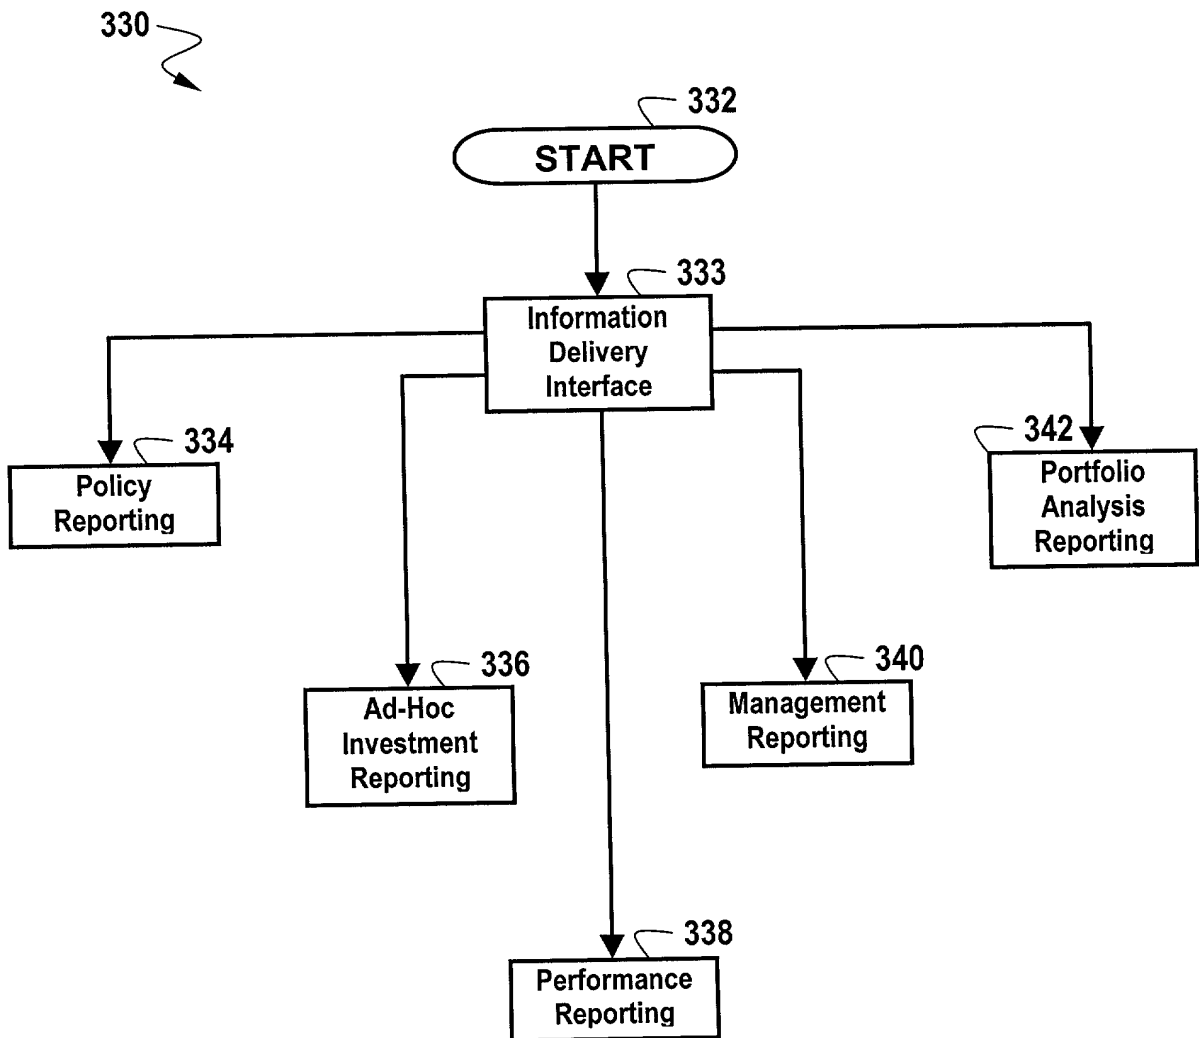 330
332
START
333
Information
Delivery
Interface
334
Policy
Reporting
342
Portfolio
Analysis
Reporting
336
Ad-Hoc
Investment
Reporting
340
Management
Reporting
338
Performance
Reporting